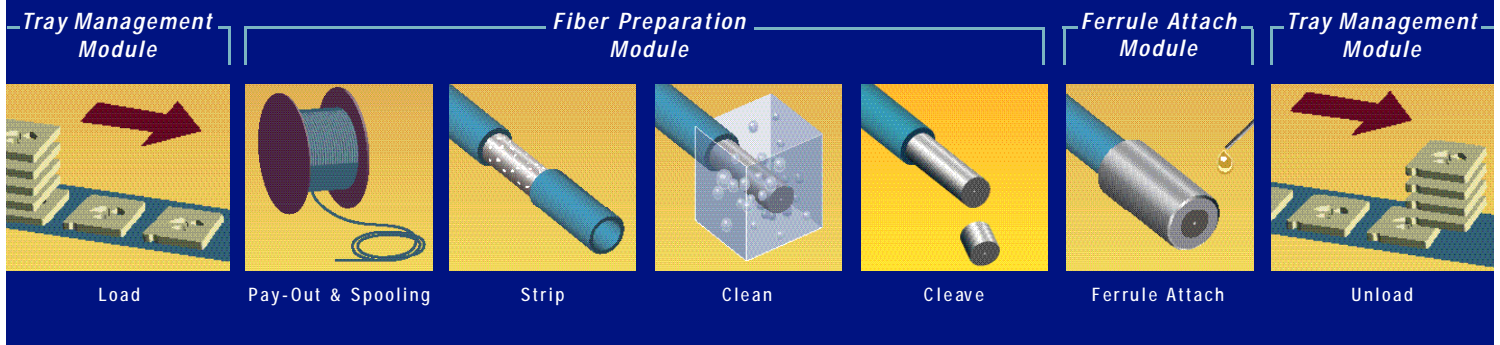 Tray Management
Module
Fiber Preparation
Module
Ferrule Attach
Module
Tray Management
Module
Load
Pay-Out & Spooling
Strip
Clean
Cleave
Ferrule Attach
Unload